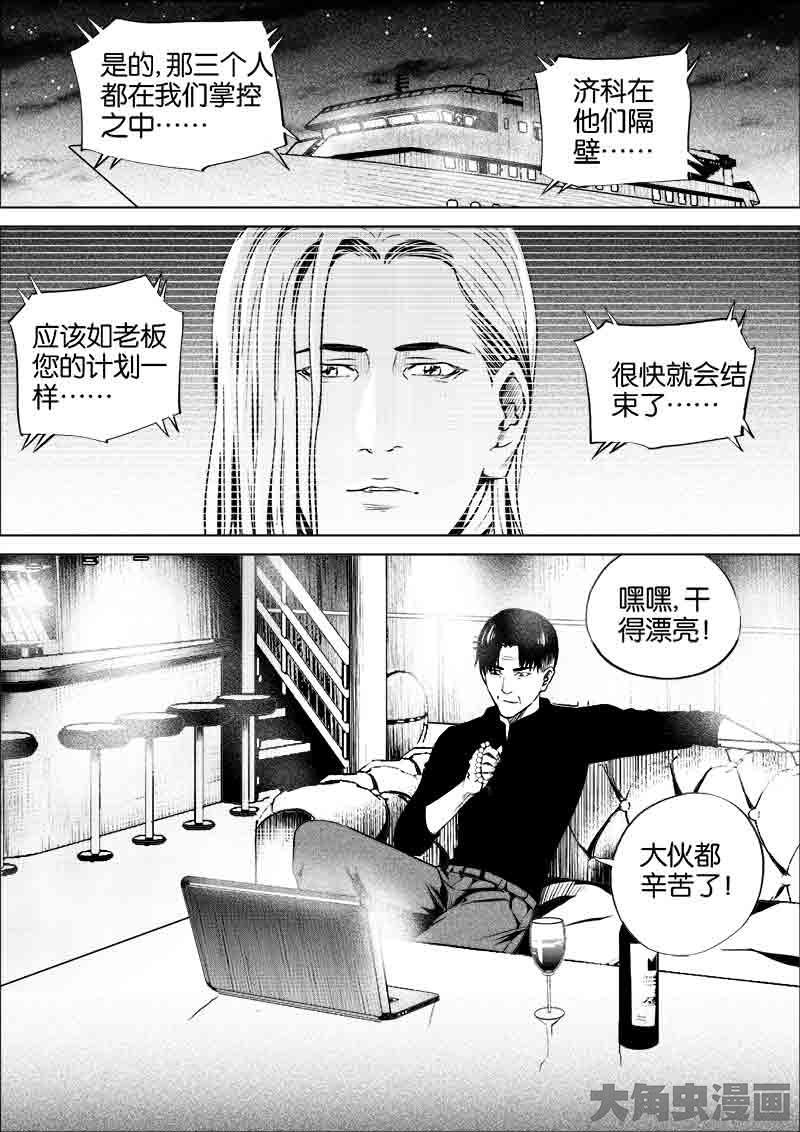 是的,那三个人
都在我们掌控
之中……
济科在
他们隔
壁……
应该如老板
您的计划一
样……
很快就会结
束了……
嘿嘿,干
得漂亮!
大伙都
辛苦了!
大角虫漫画